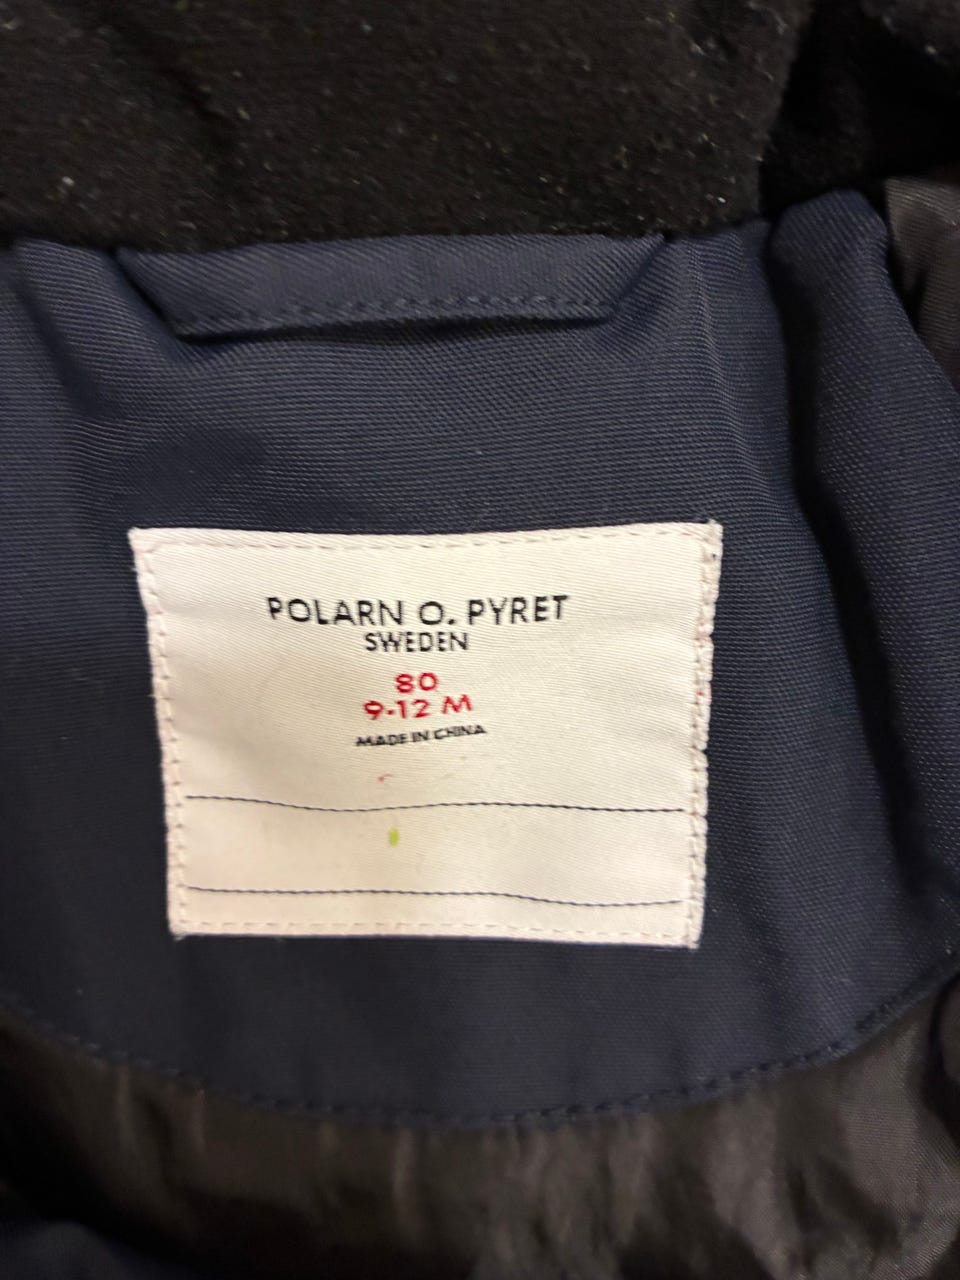 POLARN O. PYRET
SWEDEN
80
9-12 M
MADE IN CHINA